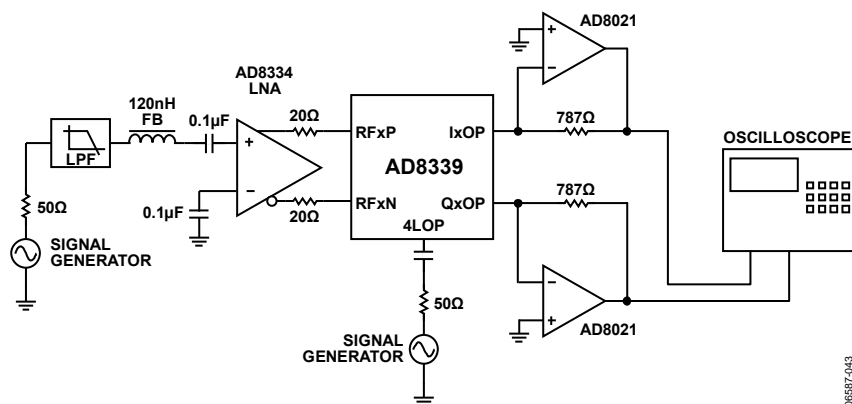 AD8021
AD8334
LNA
120nH
FB
0.1µF
20Ω
787Ω
RFxP
IxOP
OSCILLOSCOPE
LPF
AD8339
50Ω
0.1µF
20Ω
RFxN
QxOP
787Ω
4LOP
SIGNAL
GENERATOR
50Ω
AD8021
SIGNAL
GENERATOR
06587-043